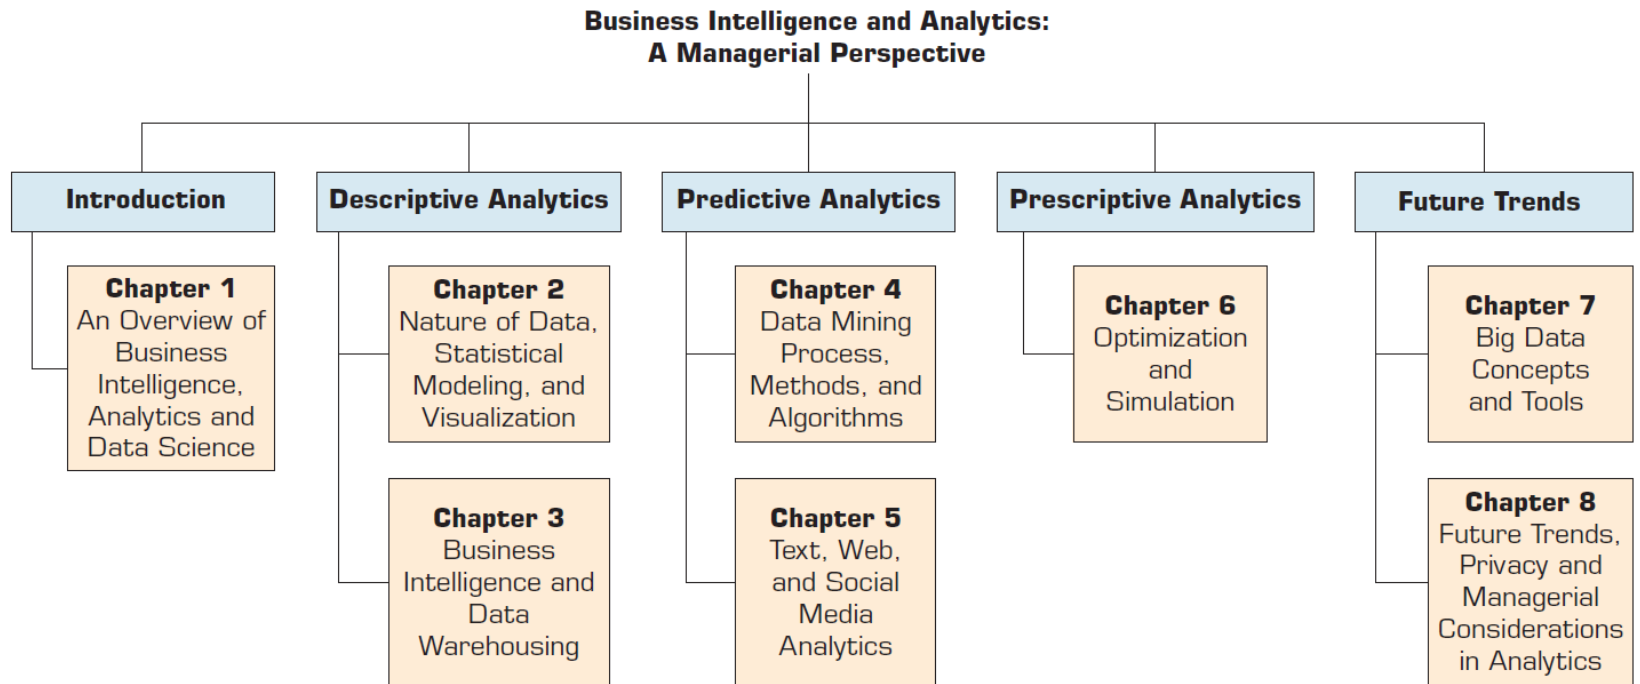 Business Intelligence and Analytics:
A Managerial Perspective
Introduction
Descriptive Analytics
Predictive Analytics
Prescriptive Analytics
Future Trends
Chapter 1
An Overview of
Business
Intelligence,
Analytics and
Data Science
Chapter 2
Nature of Data,
Statistical
Modeling, and
Visualization
Chapter 3
Business
Intelligence and
Data
Warehousing
Chapter 4
Data Mining
Process,
Methods, and
Algorithms
Chapter 5
Text, Web,
and Social
Media
Analytics
Chapter 6
Optimization
and
Simulation
Chapter 7
Big Data
Concepts
and Tools
Chapter 8
Future Trends,
Privacy and
Managerial
Considerations
in Analytics